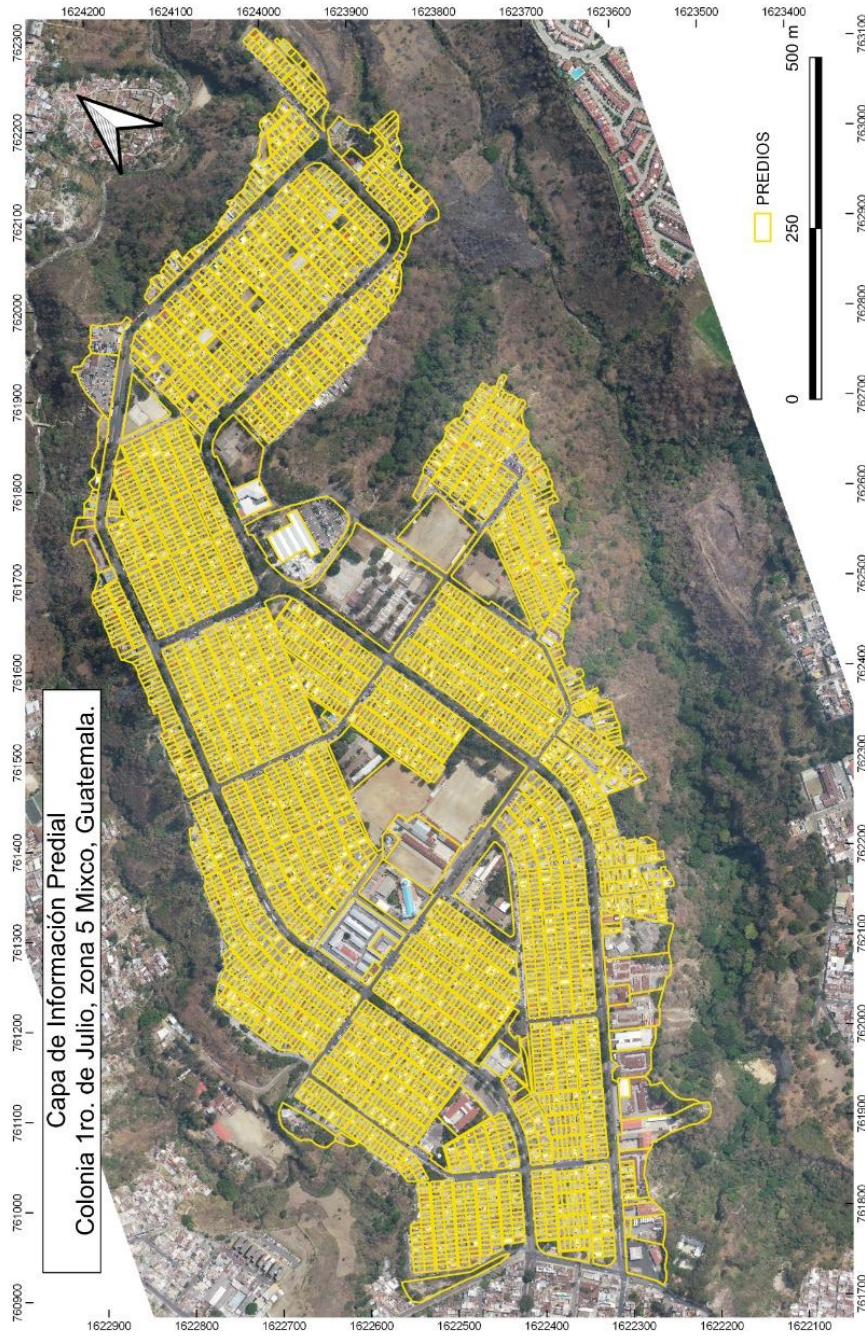 Capa de Información Predial
Colonia 1ro. de Julio, zona 5 Mixco, Guatemala.
PREDIOS
0 250 500 m
760900 761000 761100 761200 761300 761400 761500 761600 761700 761800 761900 762000 762100 762200 762300
1624200 1624100 1624000 1623900 1623800 1623700 1623600 1623500 1623400
1622900 1622800 1622700 1622600 1622500 1622400 1622300 1622200 1622100
761700 761800 761900 762000 762100 762200 762300 762400 762500 762600 762700 762800 762900 763000 763100